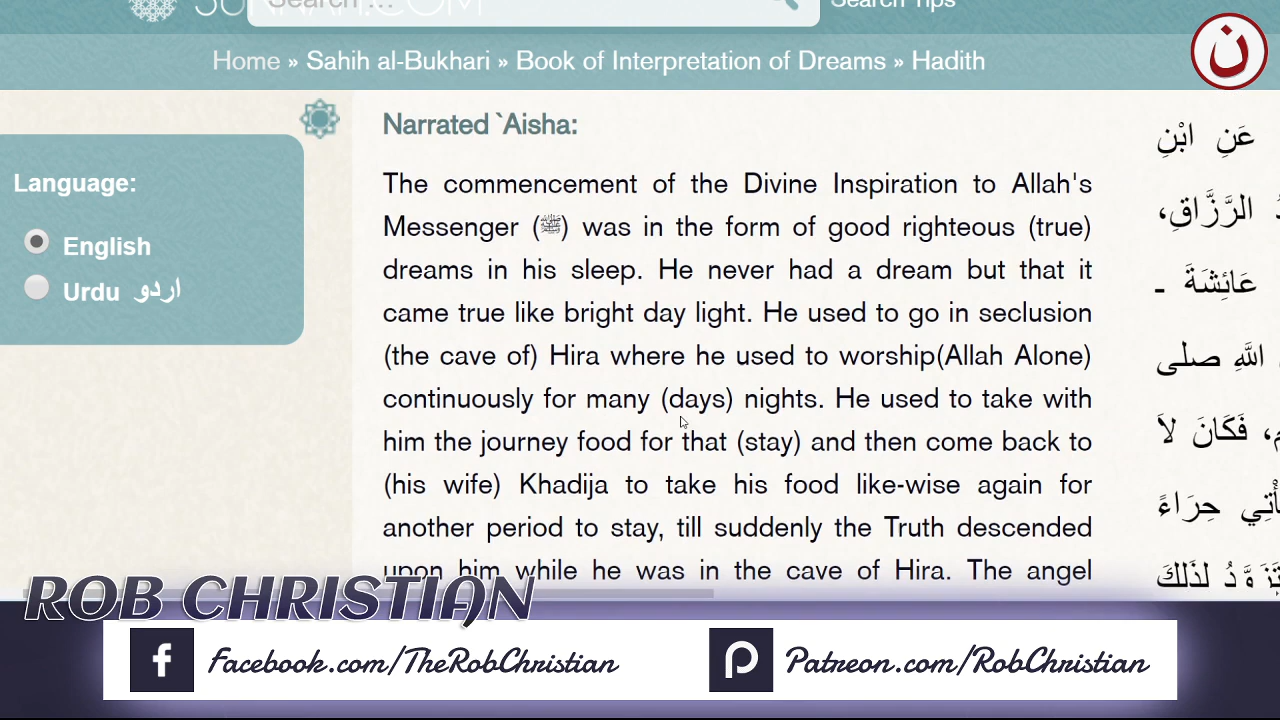 SUNNAH.COM
Search ...
Search Tips
Home » Sahih al-Bukhari » Book of Interpretation of Dreams » Hadith
ن
Language:
English
Urdu اردو
Narrated `Aisha:
The commencement of the Divine Inspiration to Allah's
Messenger (ﷺ) was in the form of good righteous (true)
dreams in his sleep. He never had a dream but that it
came true like bright day light. He used to go in seclusion
(the cave of) Hira where he used to worship(Allah Alone)
continuously for many (days) nights. He used to take with
him the journey food for that (stay) and then come back to
(his wife) Khadija to take his food like-wise again for
another period to stay, till suddenly the Truth descended
upon him while he was in the cave of Hira. The angel
عَنِ ابْنِ
الرَّزَّاقِ،
عَائِشَةَ ـ
اللَّهِ صلى
فَكَانَ لاَ
حِرَاءً
لِذَلِكَ
ROB CHRISTIAN
Facebook.com/TheRobChristian
Patreon.com/RobChristian